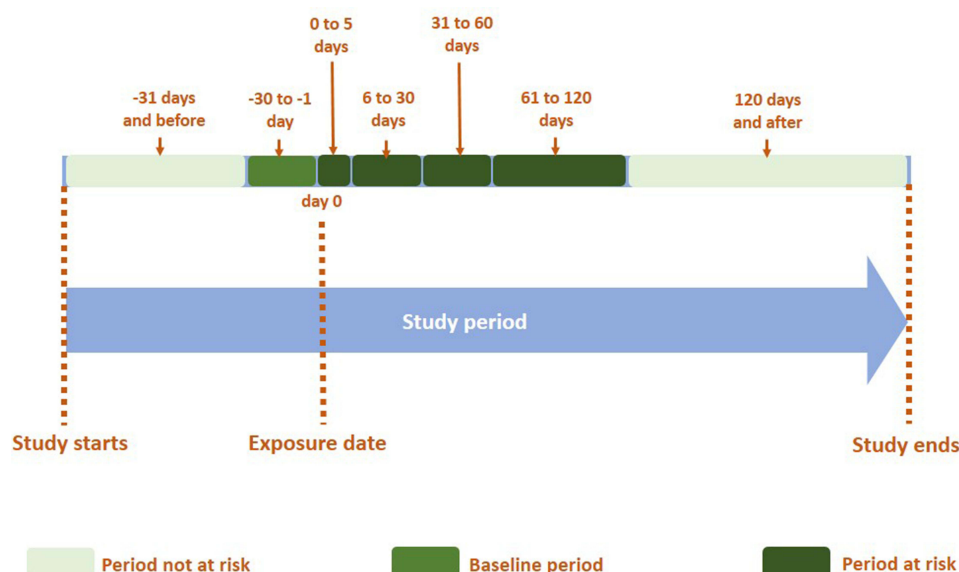 0 to 5
days
31 to 60
days
-31 days
and before
-30 to -1
day
6 to 30
days
61 to 120
days
120 days
and after
day 0
Study period
Study starts
Exposure date
Study ends
Period not at risk
Baseline period
Period at risk